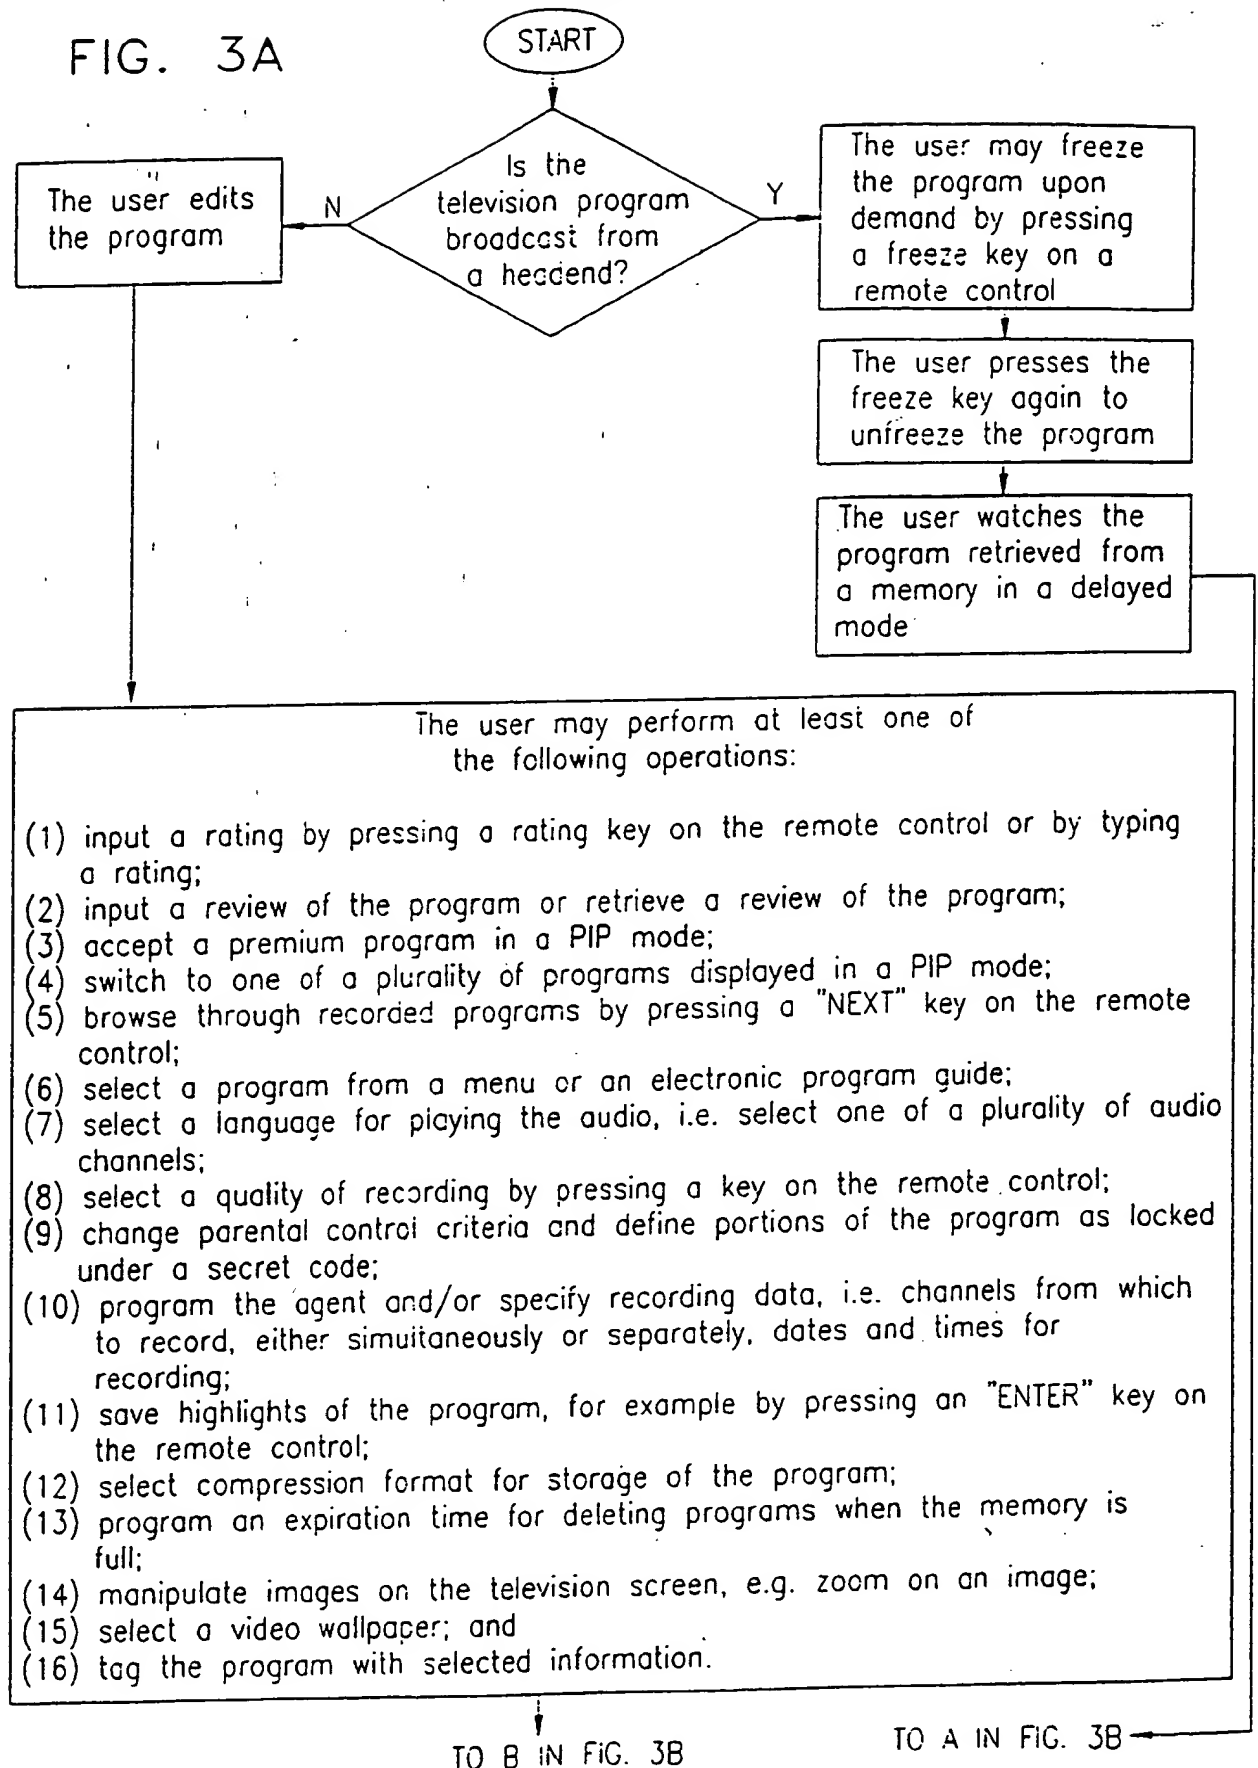 FIG. 3A
START
Is the
television program
broadcast from
a headend?
N
Y
The user edits
the program
The user may freeze
the program upon
demand by pressing
a freeze key on a
remote control
The user presses the
freeze key again to
unfreeze the program
The user watches the
program retrieved from
a memory in a delayed
mode
The user may perform at least one of
the following operations:
(1) input a rating by pressing a rating key on the remote control or by typing
a rating;
(2) input a review of the program or retrieve a review of the program;
(3) accept a premium program in a PIP mode;
(4) switch to one of a plurality of programs displayed in a PIP mode;
(5) browse through recorded programs by pressing a "NEXT" key on the remote
control;
(6) select a program from a menu or an electronic program guide;
(7) select a language for playing the audio, i.e. select one of a plurality of audio
channels;
(8) select a quality of recording by pressing a key on the remote control;
(9) change parental control criteria and define portions of the program as locked
under a secret code;
(10) program the agent and/or specify recording data, i.e. channels from which
to record, either simultaneously or separately, dates and times for
recording;
(11) save highlights of the program, for example by pressing an "ENTER" key on
the remote control;
(12) select compression format for storage of the program;
(13) program an expiration time for deleting programs when the memory is
full;
(14) manipulate images on the television screen, e.g. zoom on an image;
(15) select a video wallpaper; and
(16) tag the program with selected information.
TO B IN FIG. 3B
TO A IN FIG. 3B